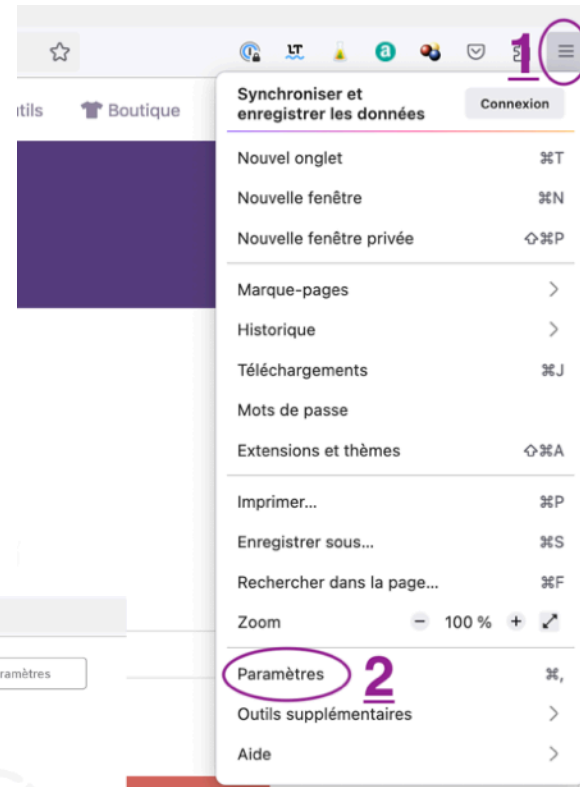 1
LT
a
utils
Boutique
Synchroniser et
enregistrer les données
Connexion
Nouvel onglet ⌘T
Nouvelle fenêtre ⌘N
Nouvelle fenêtre privée ⇧⌘P
Marque-pages
Historique
Téléchargements ⌘J
Mots de passe
Extensions et thèmes ⇧⌘A
Imprimer... ⌘P
Enregistrer sous... ⌘S
Rechercher dans la page... ⌘F
Zoom − 100 % +
ramètres
Paramètres 2 ⌘,
Outils supplémentaires
Aide